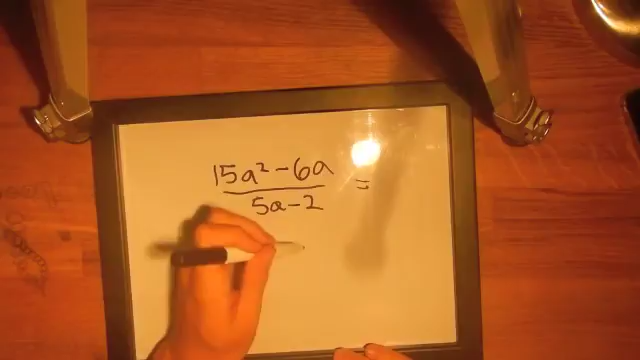 15a² - 6a =
5a - 2